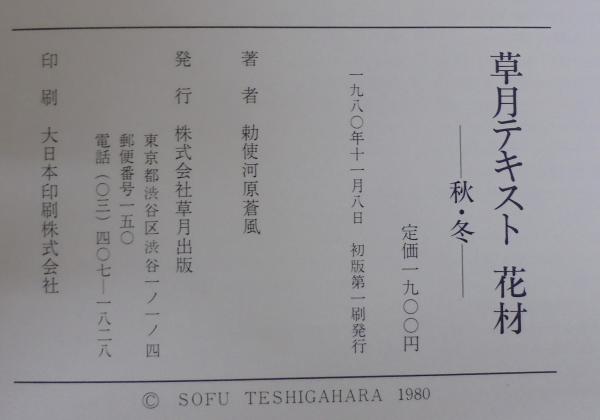 草月テキスト 花材
——秋・冬——
定価一九〇〇円
一九八〇年十一月八日 初版第一刷発行
著者 勅使河原蒼風
発行 株式会社草月出版
東京都渋谷区渋谷一ノ一ノ四
郵便番号一五〇
電話(〇三)四〇七—一八二八
印刷 大日本印刷株式会社
© SOFU TESHIGAHARA 1980